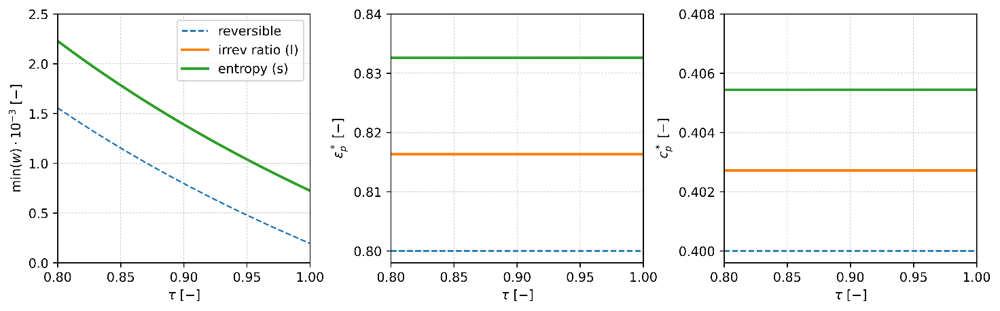 2.5
2.0
1.5
1.0
0.5
0.0
min(w) · 10⁻³ [−]
0.80 0.85 0.90 0.95 1.00
τ [−]
reversible
irrev ratio (I)
entropy (s)
0.84
0.83
0.82
0.81
0.80
εₚ* [−]
0.80 0.85 0.90 0.95 1.00
τ [−]
0.408
0.406
0.404
0.402
0.400
cₚ* [−]
0.80 0.85 0.90 0.95 1.00
τ [−]